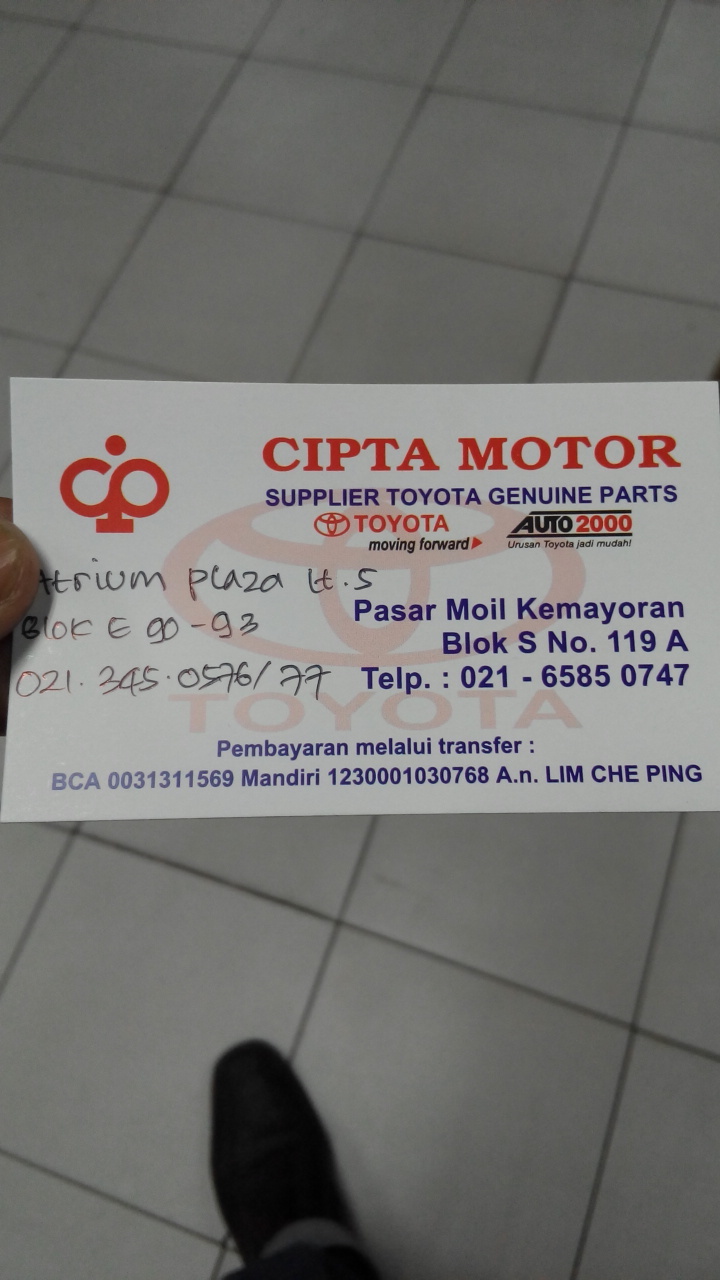 CIPTA MOTOR
SUPPLIER TOYOTA GENUINE PARTS
TOYOTA
moving forward
AUTO 2000
Urusan Toyota jadi mudah!
Atrium plaza lt. 5
Blok E 90 - 93
021. 345. 0576/ 77
Pasar Moil Kemayoran
Blok S No. 119 A
Telp. : 021 - 6585 0747
TOYOTA
Pembayaran melalui transfer :
BCA 0031311569 Mandiri 1230001030768 A.n. LIM CHE PING